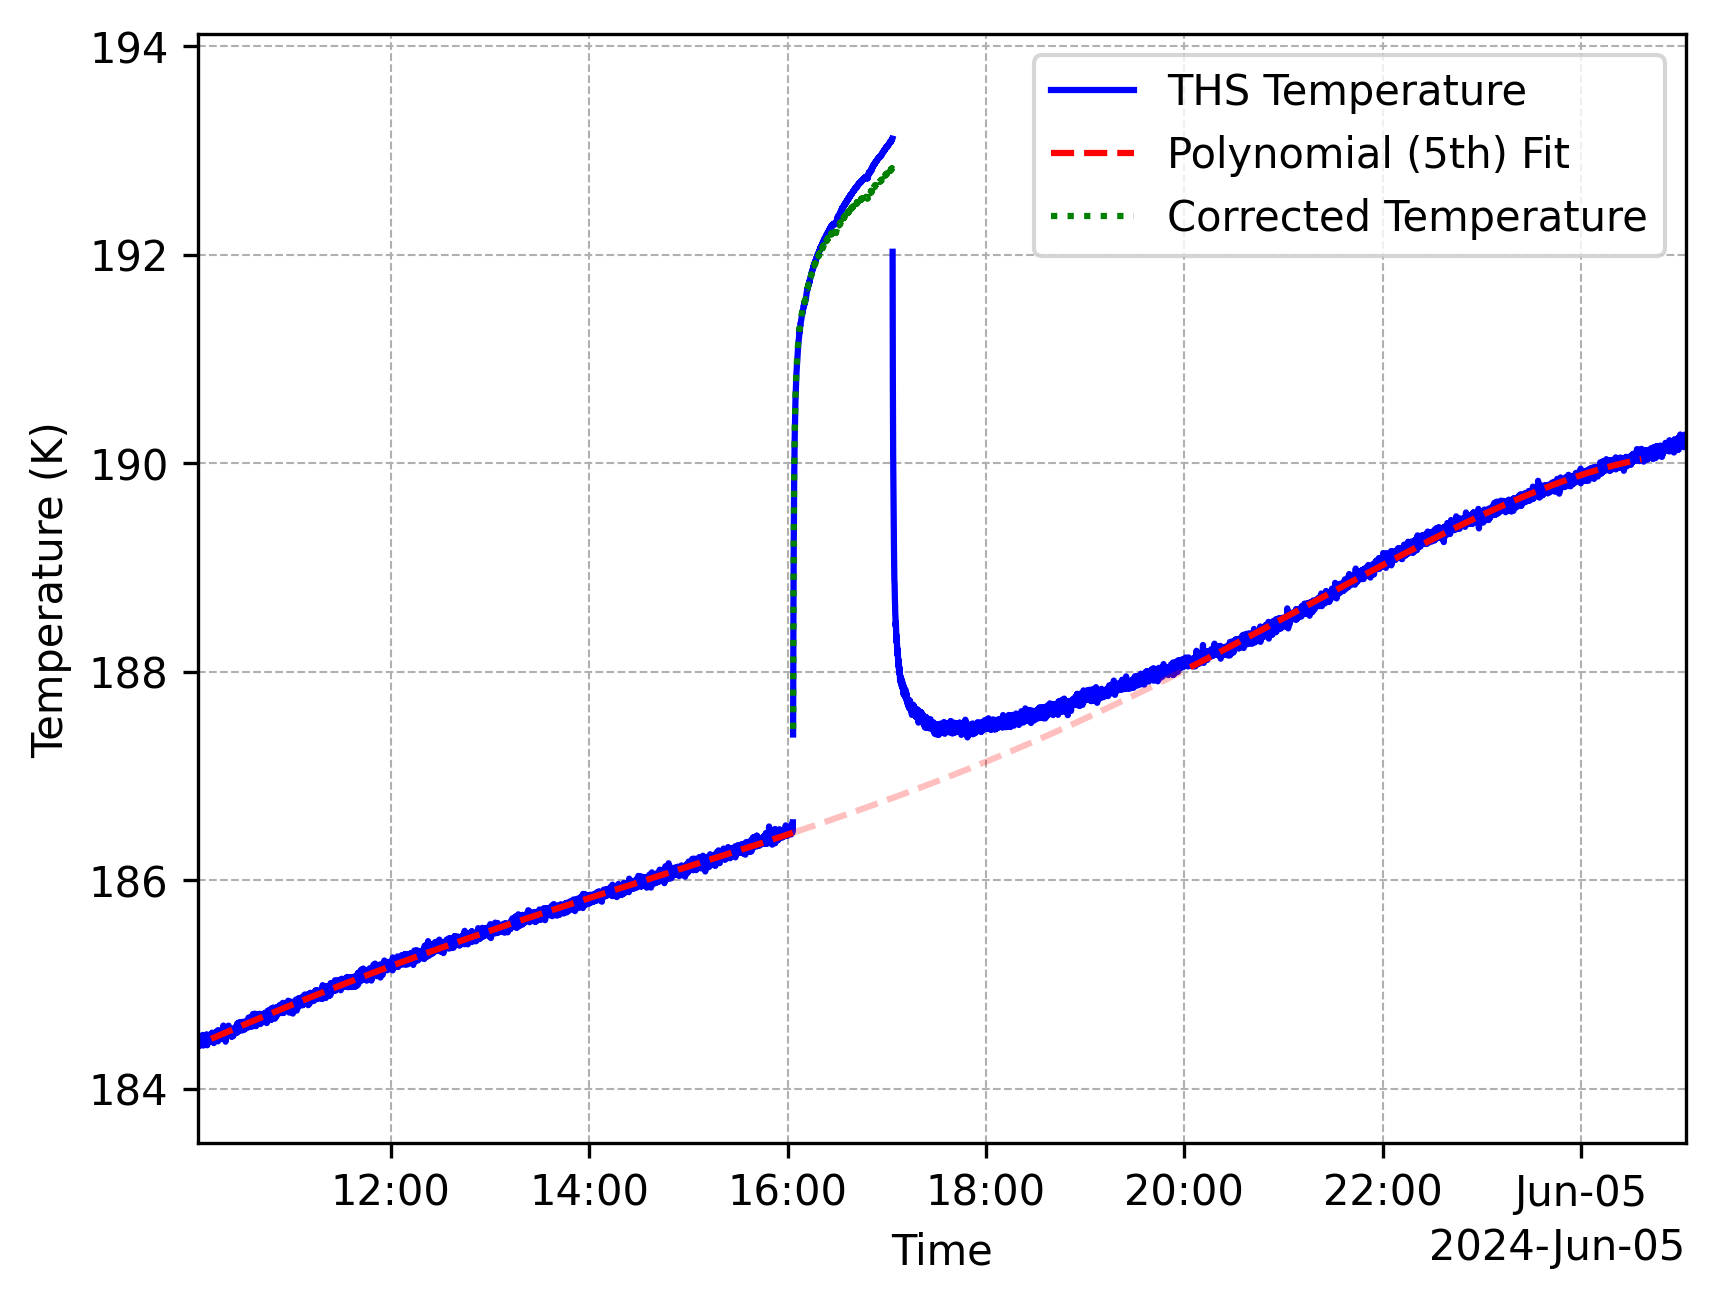 194
192
190
188
186
184
Temperature (K)
THS Temperature
Polynomial (5th) Fit
Corrected Temperature
12:00 14:00 16:00 18:00 20:00 22:00 Jun-05
Time
2024-Jun-05